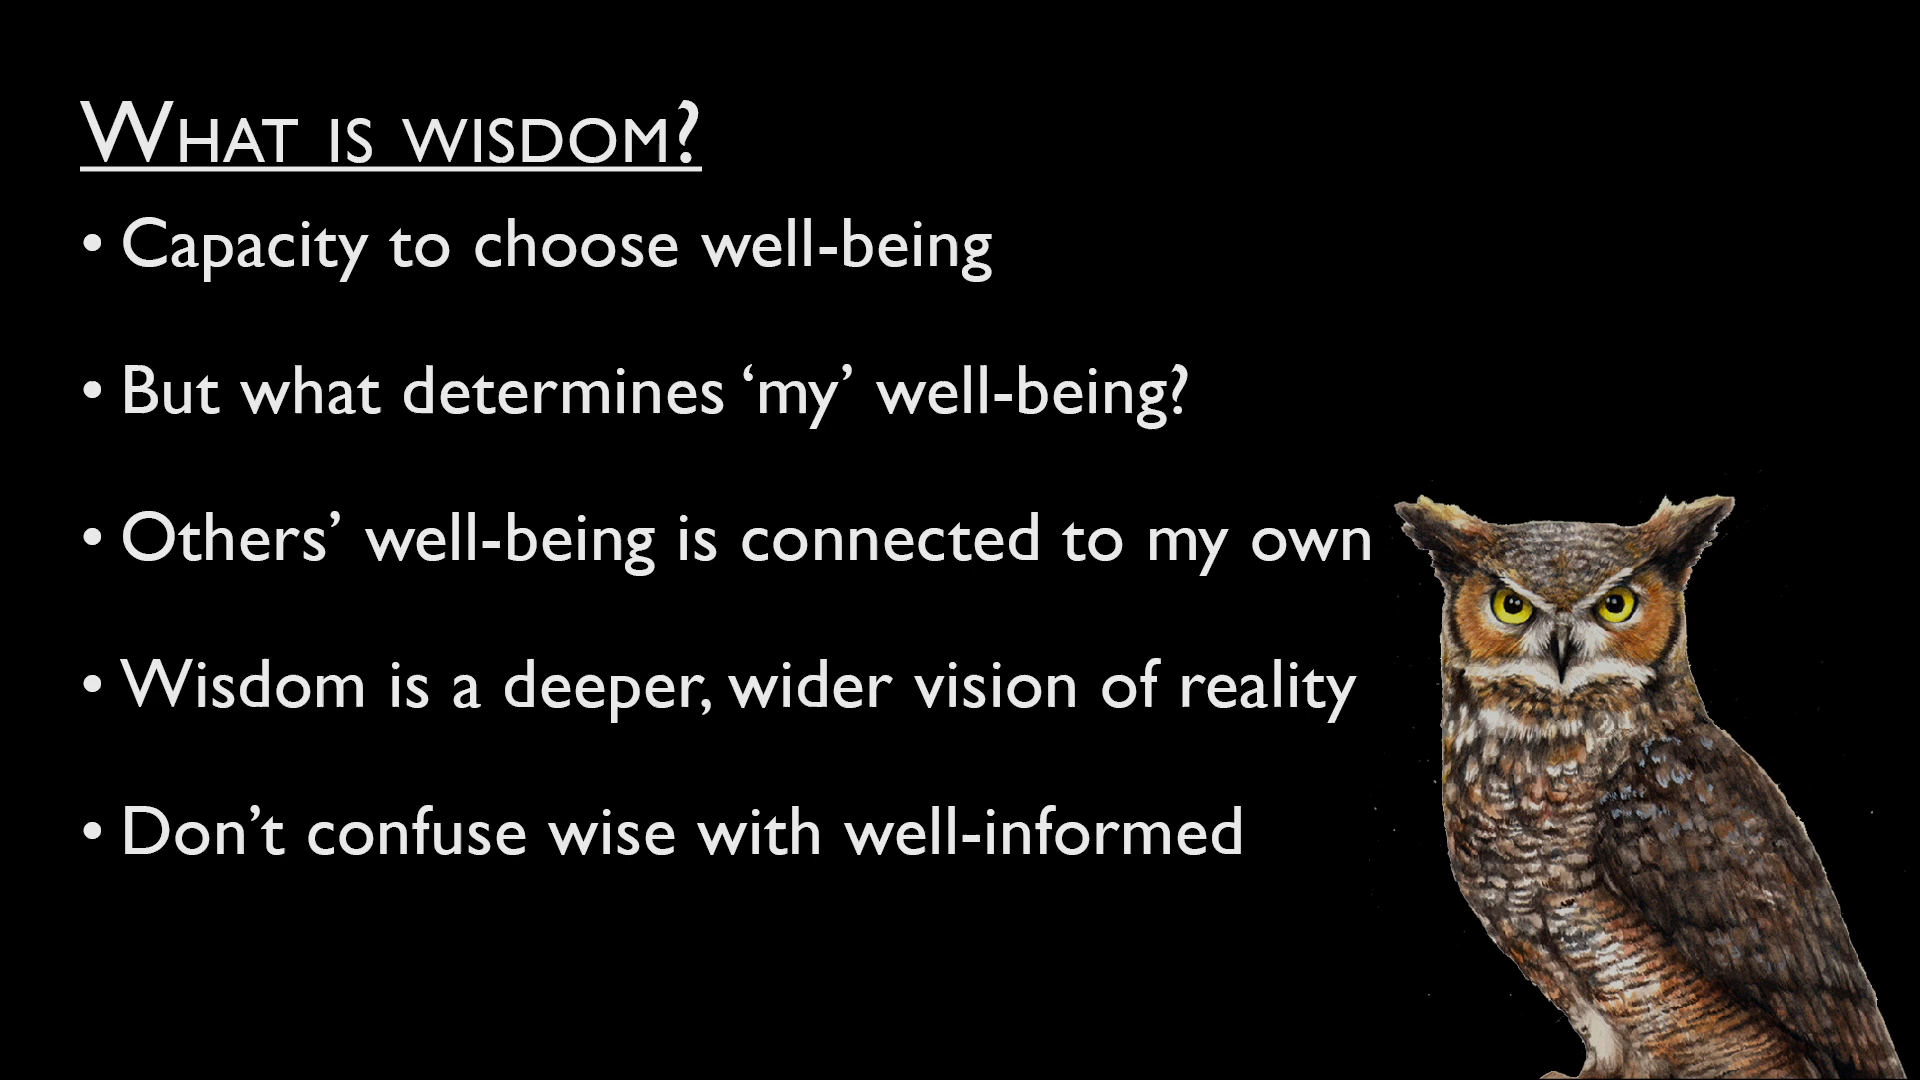 What is wisdom?
• Capacity to choose well-being
• But what determines ‘my’ well-being?
• Others’ well-being is connected to my own
• Wisdom is a deeper, wider vision of reality
• Don’t confuse wise with well-informed